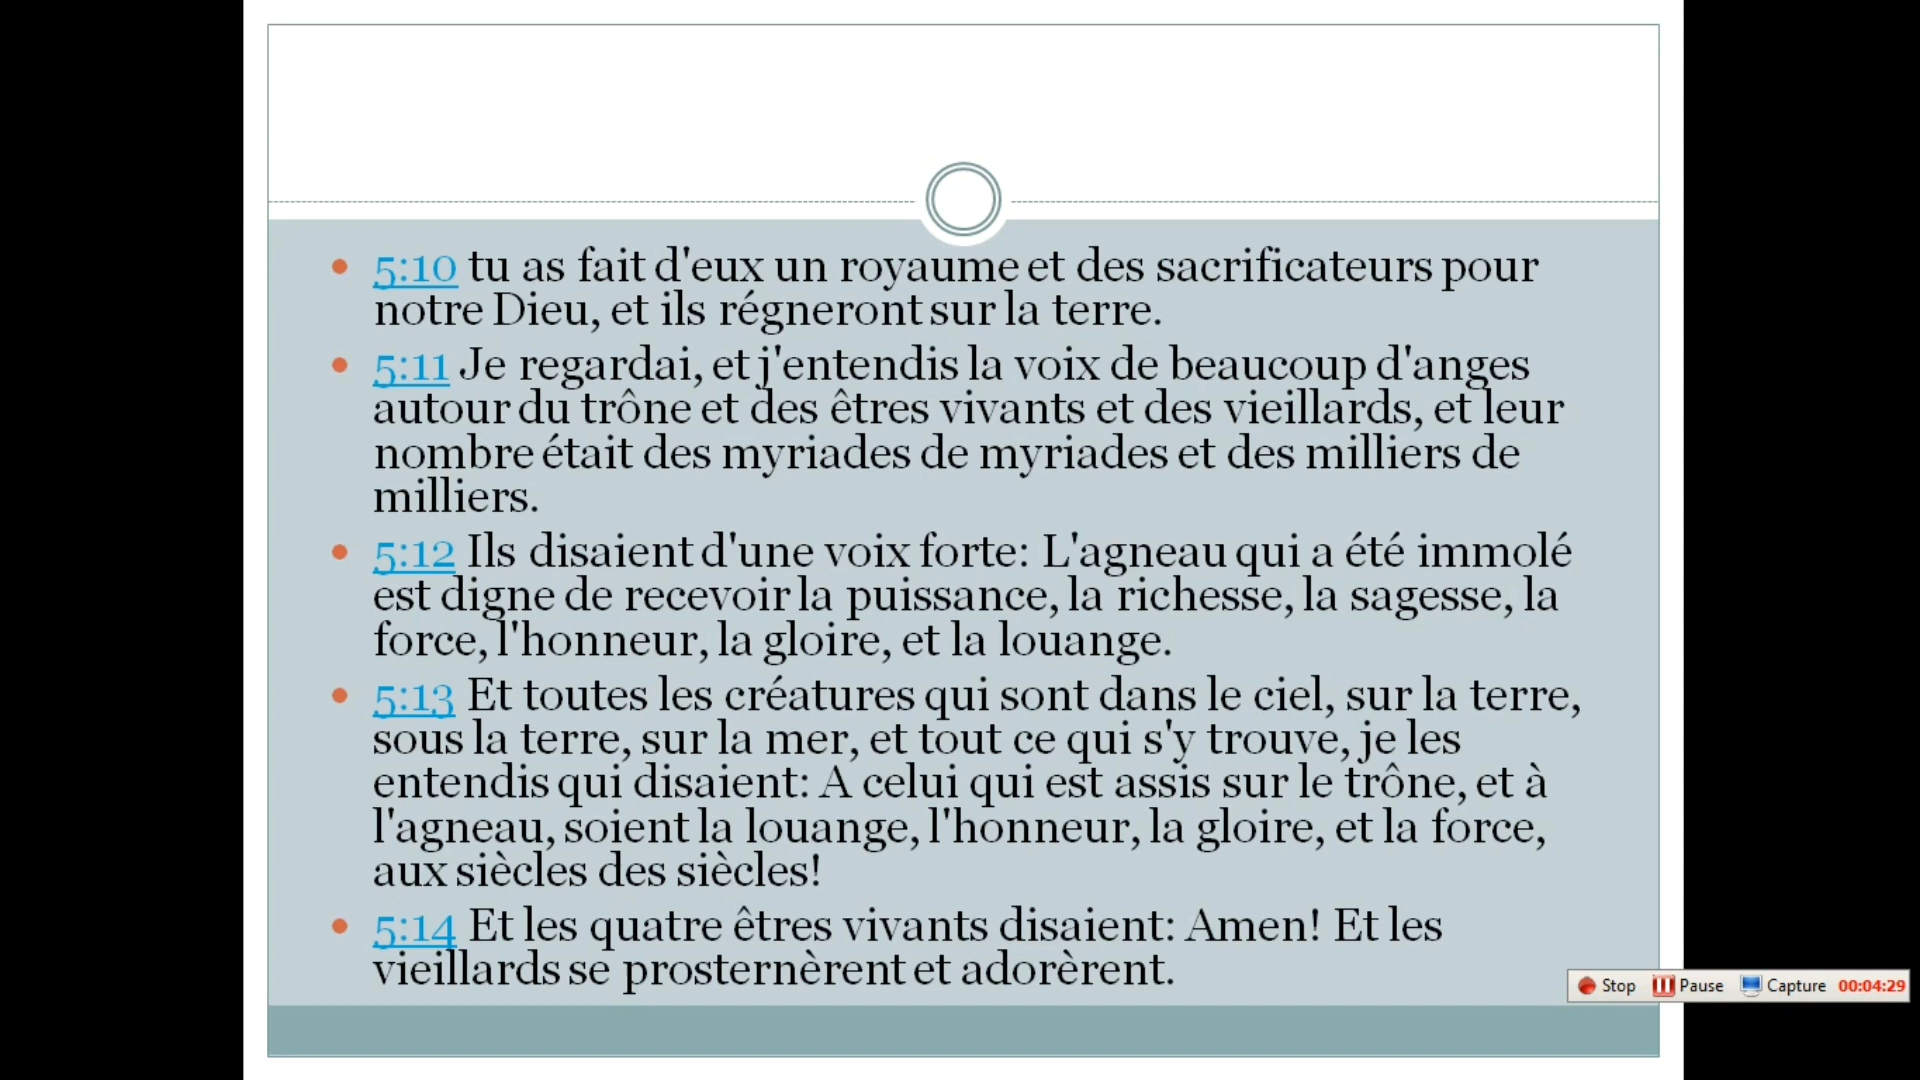 5:10 tu as fait d'eux un royaume et des sacrificateurs pour
notre Dieu, et ils régneront sur la terre.
5:11 Je regardai, et j'entendis la voix de beaucoup d'anges
autour du trône et des êtres vivants et des vieillards, et leur
nombre était des myriades de myriades et des milliers de
milliers.
5:12 Ils disaient d'une voix forte: L'agneau qui a été immolé
est digne de recevoir la puissance, la richesse, la sagesse, la
force, l'honneur, la gloire, et la louange.
5:13 Et toutes les créatures qui sont dans le ciel, sur la terre,
sous la terre, sur la mer, et tout ce qui s'y trouve, je les
entendis qui disaient: A celui qui est assis sur le trône, et à
l'agneau, soient la louange, l'honneur, la gloire, et la force,
aux siècles des siècles!
5:14 Et les quatre êtres vivants disaient: Amen! Et les
vieillards se prosternèrent et adorèrent.
Stop Pause Capture 00:04:29